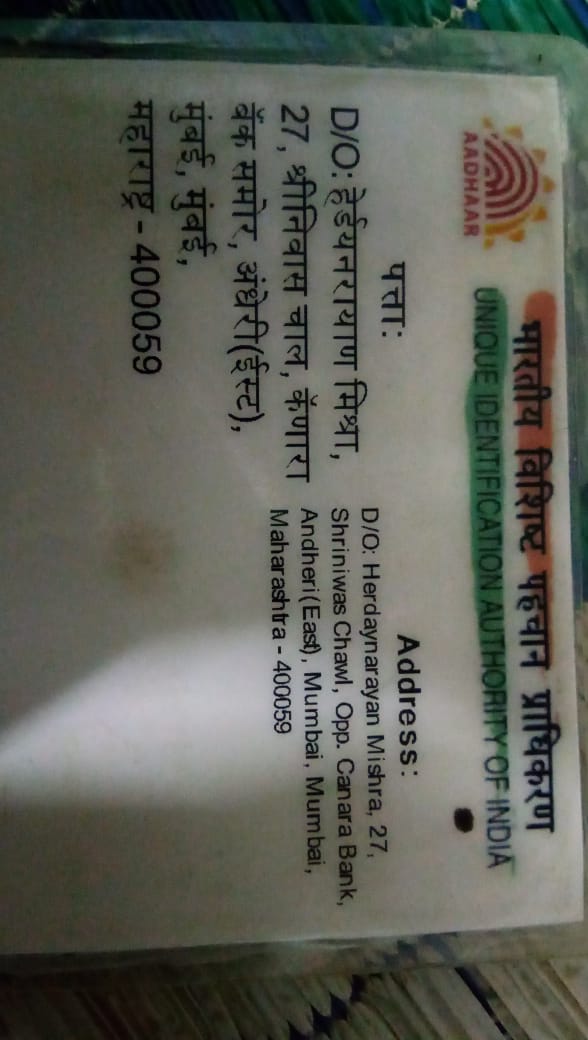 भारतीय विशिष्ट पहचान प्राधिकरण
UNIQUE IDENTIFICATION AUTHORITY OF INDIA
AADHAAR
पत्ता:
D/O: हेर्डयनरायाण मिश्रा,
27, श्रीनिवास चाल, कॅणारा
बॅंक समोर, अंधेरी(ईस्ट),
मुंबई, मुंबई,
महाराष्ट्र - 400059
Address:
D/O: Herdaynarayan Mishra, 27,
Shriniwas Chawl, Opp. Canara Bank,
Andheri(East), Mumbai, Mumbai,
Maharashtra - 400059